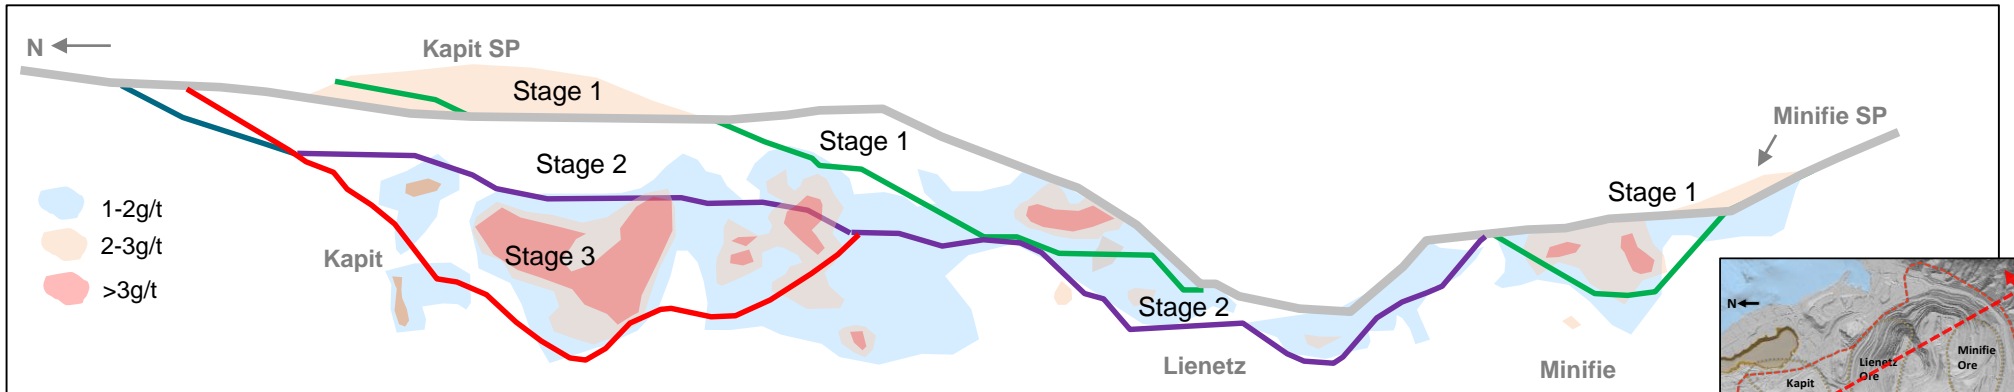 N
Kapit SP
Stage 1
Stage 1
Minifie SP
Stage 2
Stage 1
1-2g/t
2-3g/t
>3g/t
Kapit
Stage 3
Stage 2
Lienetz
Minifie
N
Kapit
Lienetz
Ore
Minifie
Ore